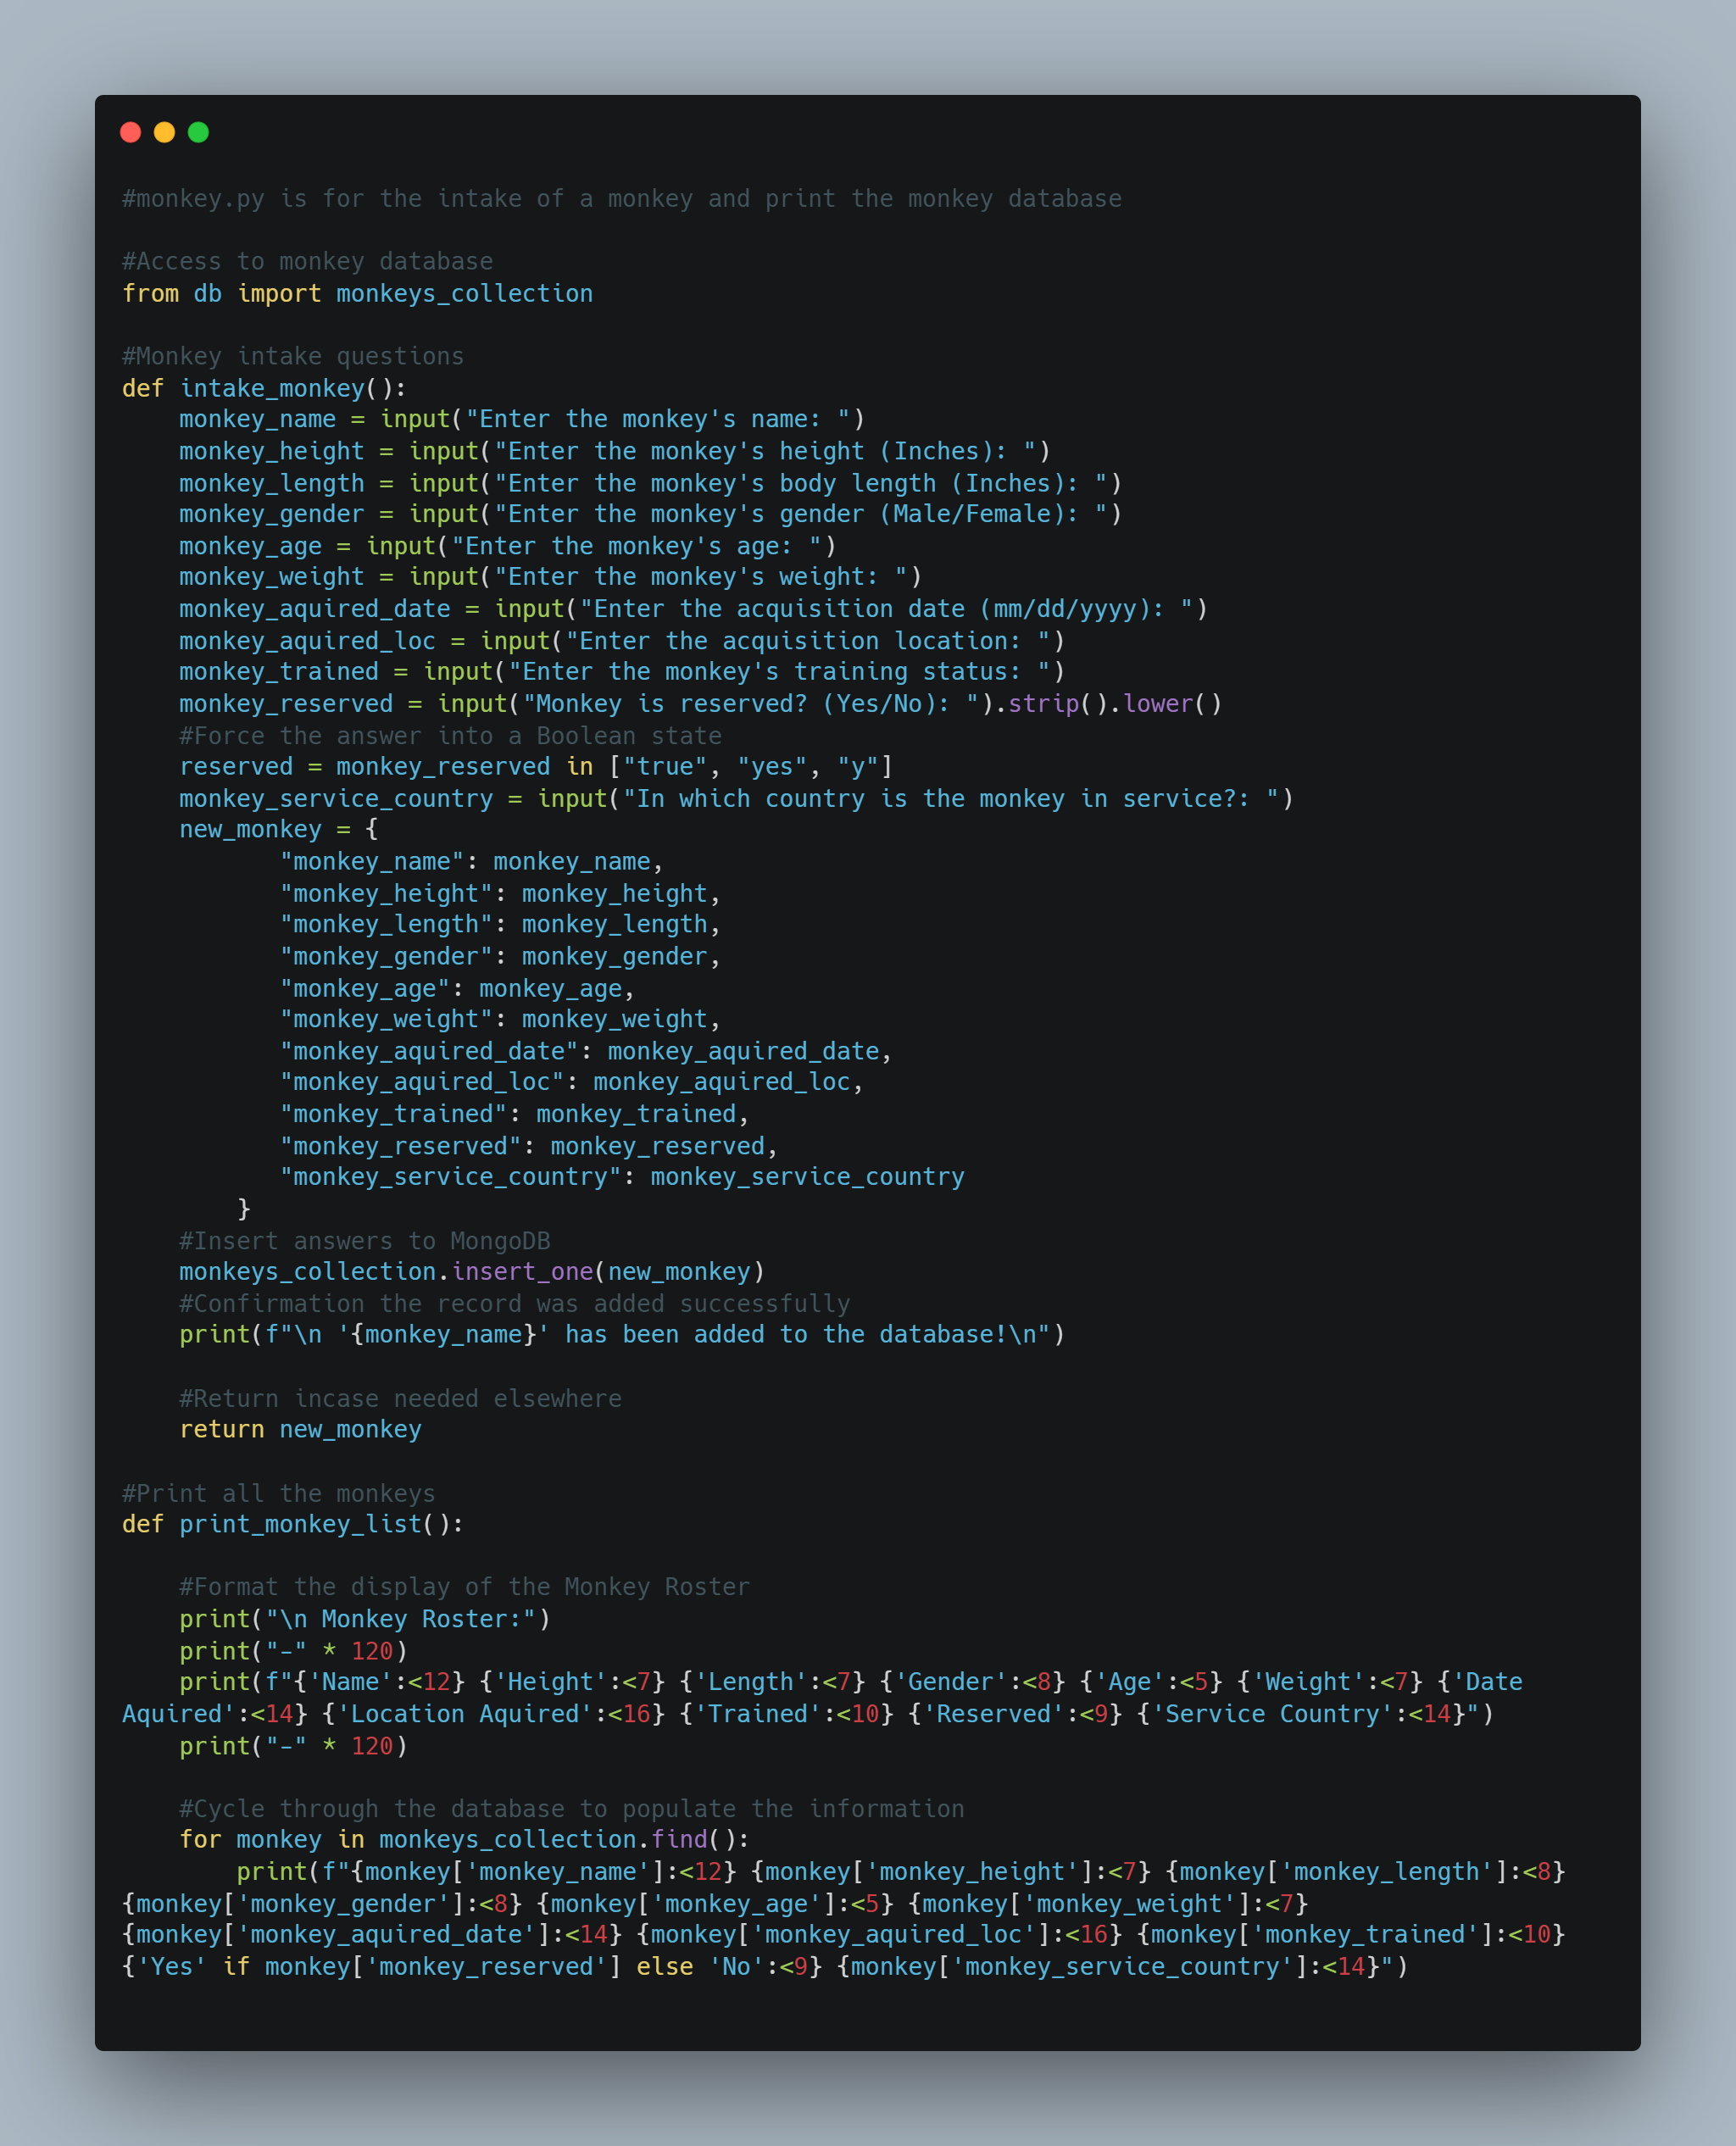 #monkey.py is for the intake of a monkey and print the monkey database

#Access to monkey database
from db import monkeys_collection

#Monkey intake questions
def intake_monkey():
    monkey_name = input("Enter the monkey's name: ")
    monkey_height = input("Enter the monkey's height (Inches): ")
    monkey_length = input("Enter the monkey's body length (Inches): ")
    monkey_gender = input("Enter the monkey's gender (Male/Female): ")
    monkey_age = input("Enter the monkey's age: ")
    monkey_weight = input("Enter the monkey's weight: ")
    monkey_aquired_date = input("Enter the acquisition date (mm/dd/yyyy): ")
    monkey_aquired_loc = input("Enter the acquisition location: ")
    monkey_trained = input("Enter the monkey's training status: ")
    monkey_reserved = input("Monkey is reserved? (Yes/No): ").strip().lower()
    #Force the answer into a Boolean state
    reserved = monkey_reserved in ["true", "yes", "y"]
    monkey_service_country = input("In which country is the monkey in service?: ")
    new_monkey = {
           "monkey_name": monkey_name,
           "monkey_height": monkey_height,
           "monkey_length": monkey_length,
           "monkey_gender": monkey_gender,
           "monkey_age": monkey_age,
           "monkey_weight": monkey_weight,
           "monkey_aquired_date": monkey_aquired_date,
           "monkey_aquired_loc": monkey_aquired_loc,
           "monkey_trained": monkey_trained,
           "monkey_reserved": monkey_reserved,
           "monkey_service_country": monkey_service_country
        }
    #Insert answers to MongoDB
    monkeys_collection.insert_one(new_monkey)
    #Confirmation the record was added successfully
    print(f"\n '{monkey_name}' has been added to the database!\n")

    #Return incase needed elsewhere
    return new_monkey

#Print all the monkeys
def print_monkey_list():

    #Format the display of the Monkey Roster
    print("\n Monkey Roster:")
    print("-" * 120)
    print(f"{'Name':<12} {'Height':<7} {'Length':<7} {'Gender':<8} {'Age':<5} {'Weight':<7} {'Date
Aquired':<14} {'Location Aquired':<16} {'Trained':<10} {'Reserved':<9} {'Service Country':<14}")
    print("-" * 120)

    #Cycle through the database to populate the information
    for monkey in monkeys_collection.find():
        print(f"{monkey['monkey_name']:<12} {monkey['monkey_height']:<7} {monkey['monkey_length']:<8}
{monkey['monkey_gender']:<8} {monkey['monkey_age']:<5} {monkey['monkey_weight']:<7}
{monkey['monkey_aquired_date']:<14} {monkey['monkey_aquired_loc']:<16} {monkey['monkey_trained']:<10}
{'Yes' if monkey['monkey_reserved'] else 'No':<9} {monkey['monkey_service_country']:<14}")